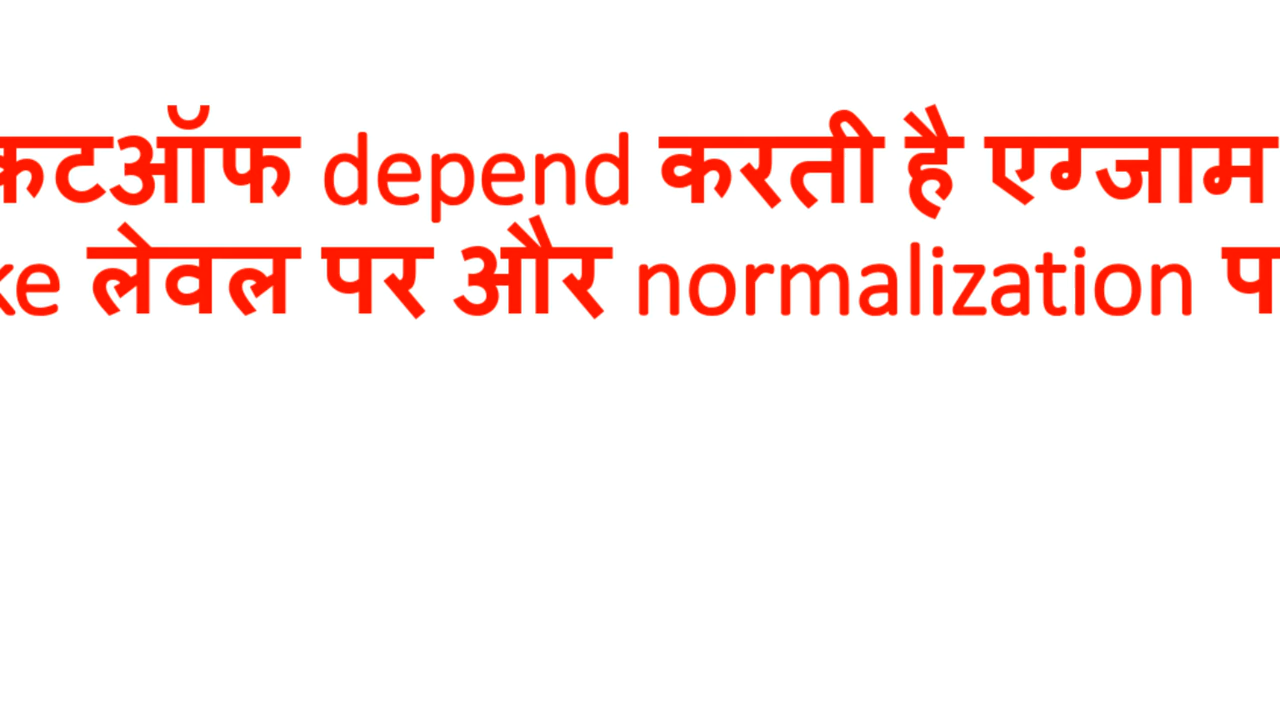 कटऑफ depend करती है एग्जाम
ke लेवल पर और normalization